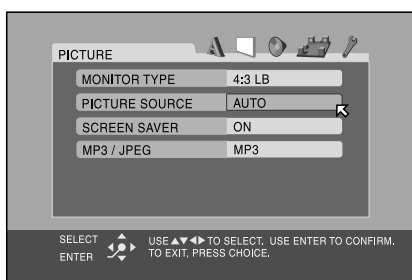 PICTURE
MONITOR TYPE 4:3 LB
PICTURE SOURCE AUTO
SCREEN SAVER ON
MP3 / JPEG MP3
SELECT USE ▲▼◀▶ TO SELECT. USE ENTER TO CONFIRM.
ENTER TO EXIT, PRESS CHOICE.